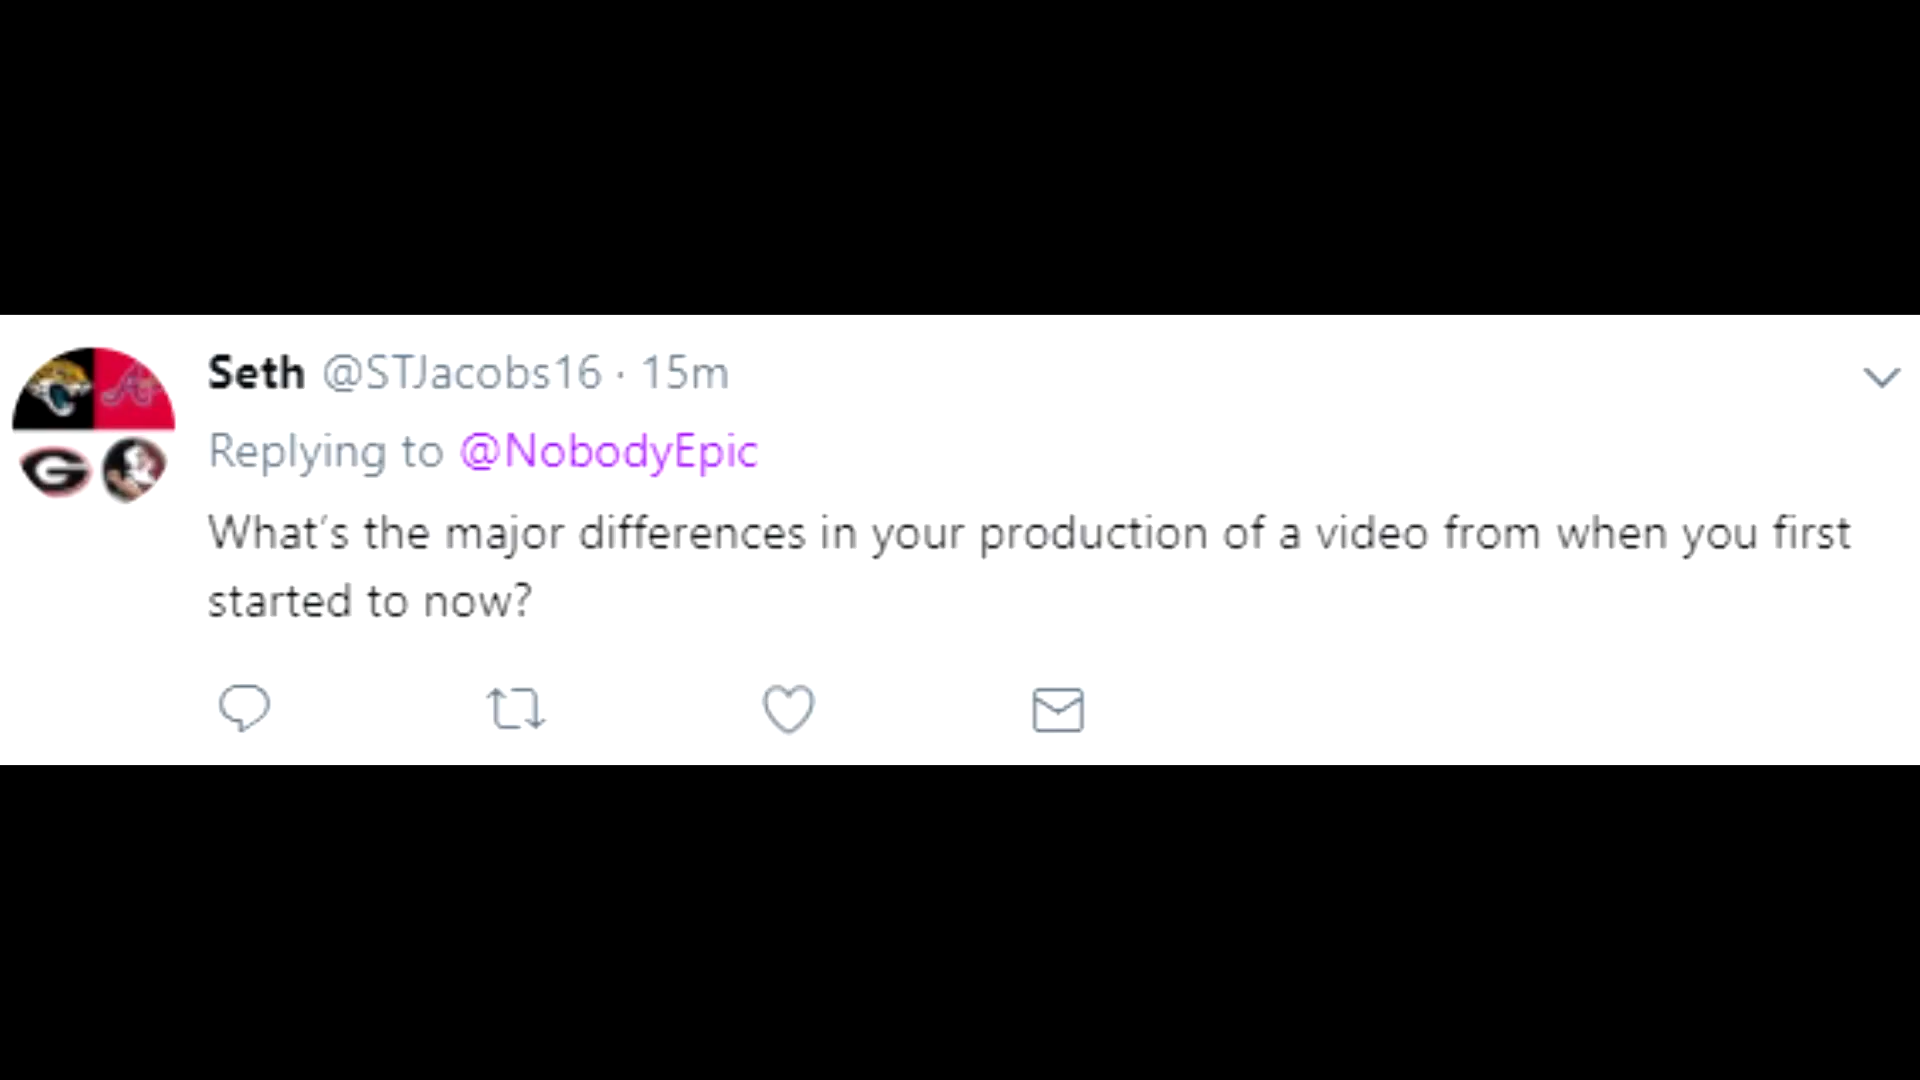 Seth @STJacobs16 · 15m
Replying to @NobodyEpic
What's the major differences in your production of a video from when you first
started to now?